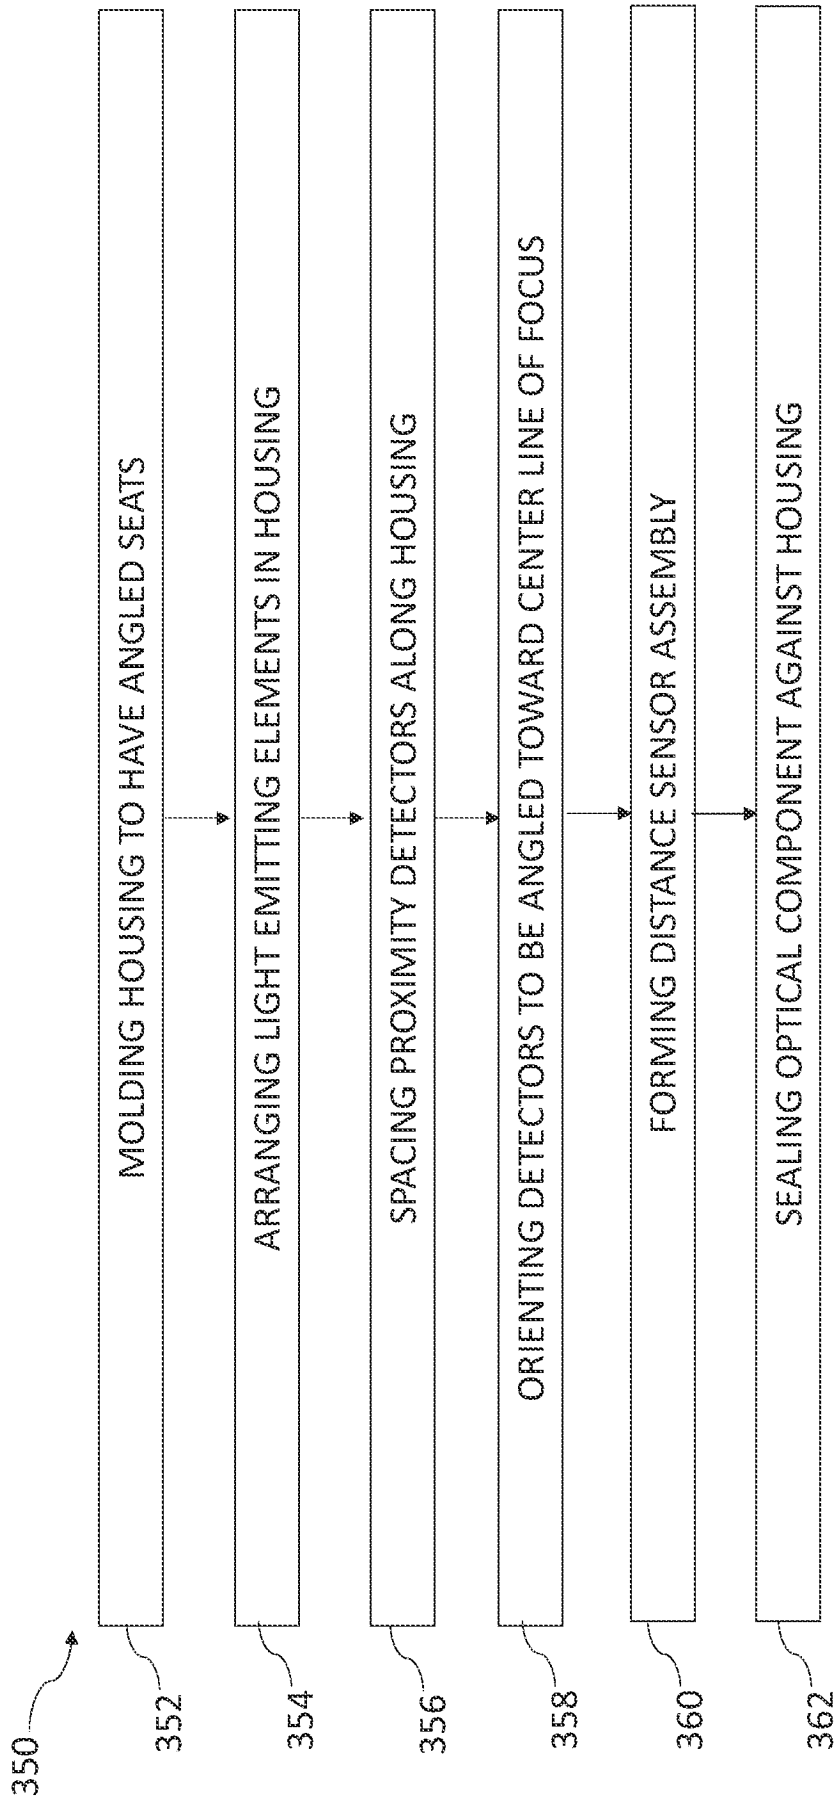 350
352
MOLDING HOUSING TO HAVE ANGLED SEATS
354
ARRANGING LIGHT EMITTING ELEMENTS IN HOUSING
356
SPACING PROXIMITY DETECTORS ALONG HOUSING
358
ORIENTING DETECTORS TO BE ANGLED TOWARD CENTER LINE OF FOCUS
360
FORMING DISTANCE SENSOR ASSEMBLY
362
SEALING OPTICAL COMPONENT AGAINST HOUSING